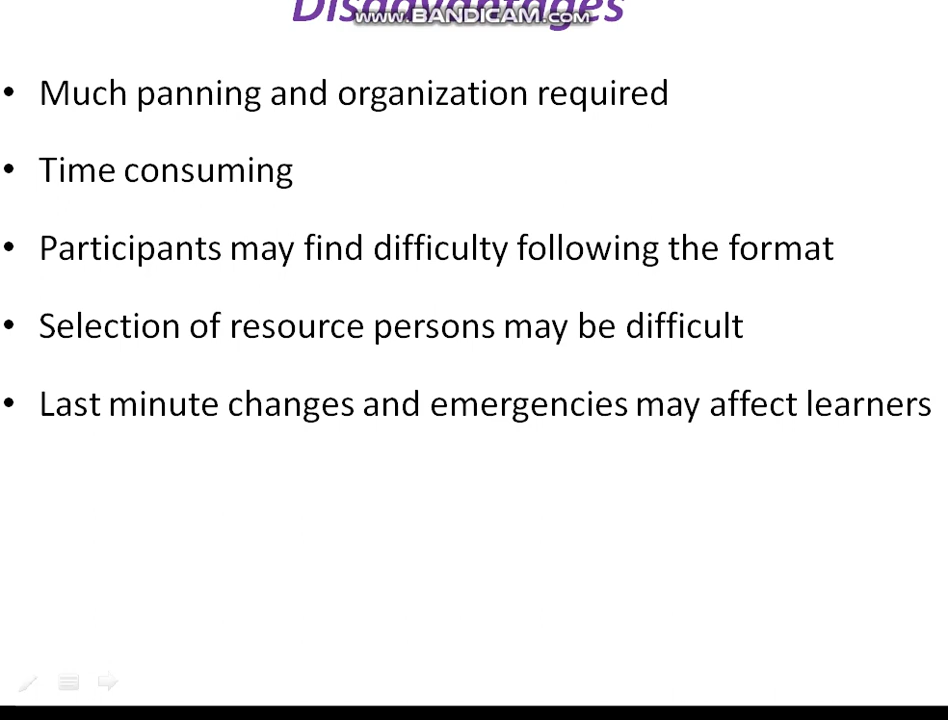 Disadvantages
www.BANDICAM.com
• Much panning and organization required
• Time consuming
• Participants may find difficulty following the format
• Selection of resource persons may be difficult
• Last minute changes and emergencies may affect learners